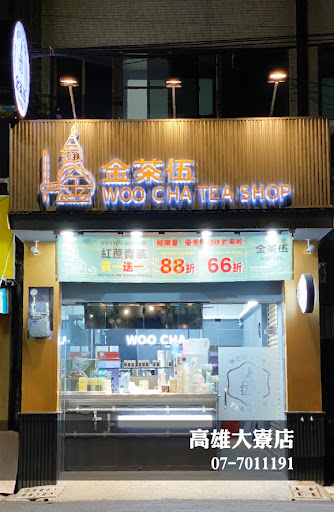 金茶伍
WOO CHA TEA SHOP
紅蔗青茶
買一送一
88折
66折
金茶伍
WOO CHA
高雄大寮店
07-7011191